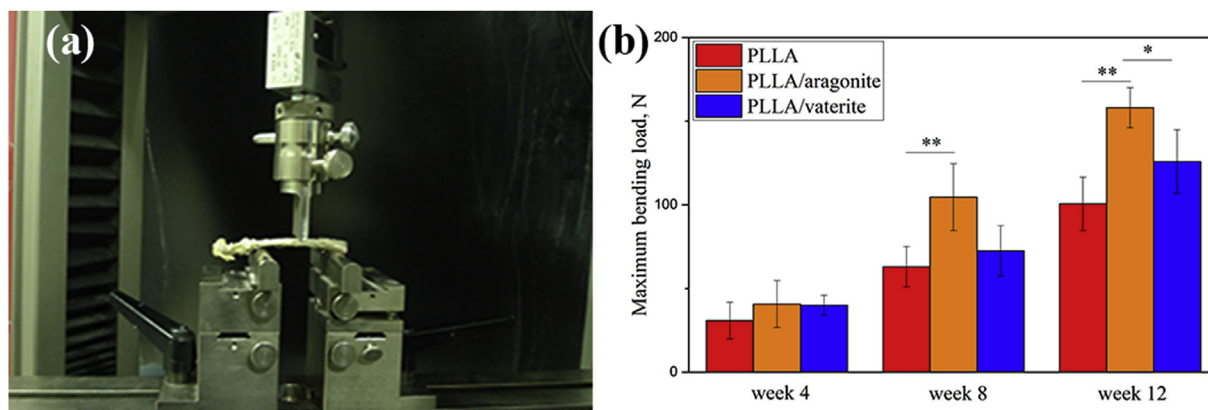 (a)
(b)
200
100
0
Maximum bending load, N
PLLA
PLLA/aragonite
PLLA/vaterite
**
**
*
week 4
week 8
week 12